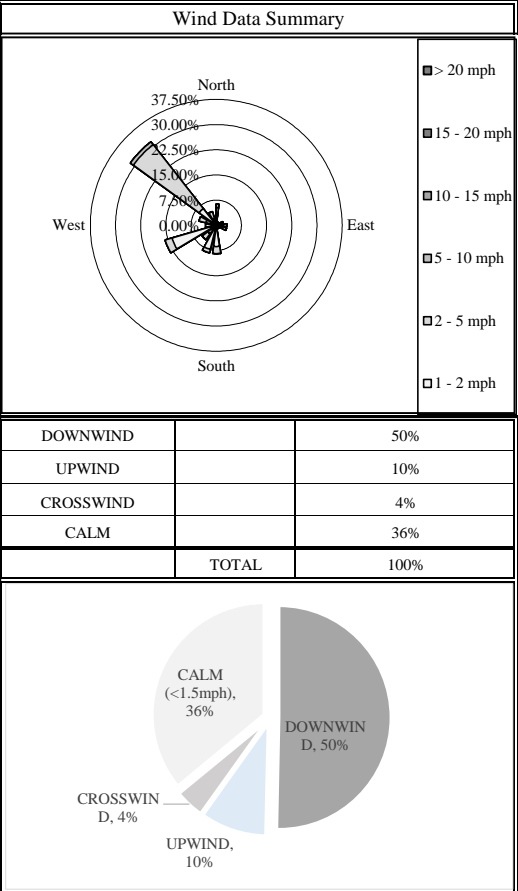 Wind Data Summary
North
37.50%
30.00%
22.50%
15.00%
7.50%
0.00%
West
East
South
> 20 mph
15 - 20 mph
10 - 15 mph
5 - 10 mph
2 - 5 mph
1 - 2 mph
DOWNWIND 50%
UPWIND 10%
CROSSWIND 4%
CALM 36%
TOTAL 100%
CALM
(<1.5mph),
36%
DOWNWIN
D, 50%
CROSSWIN
D, 4%
UPWIND,
10%